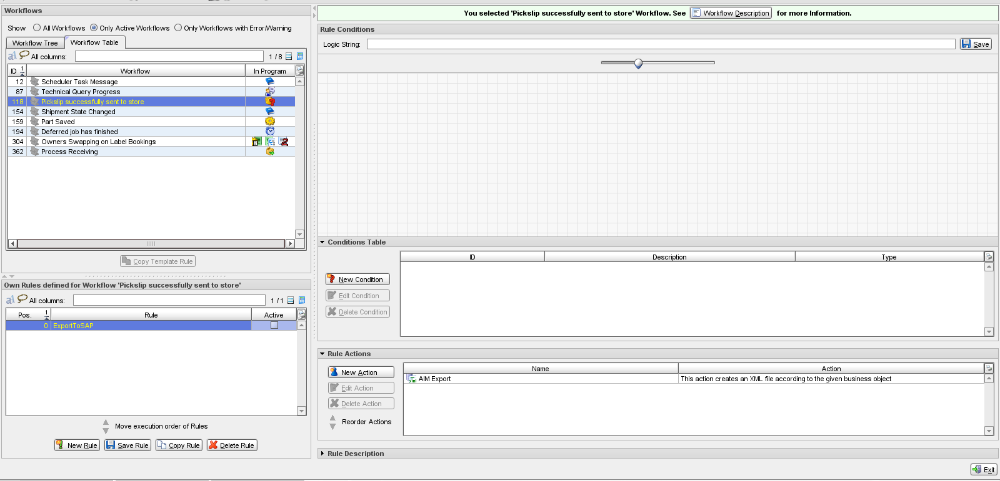 Workflows
Show All Workflows Only Active Workflows Only Workflows with Error/Warning
Workflow Tree Workflow Table
All columns: 1 / 8
ID 1 Workflow In Program
12 Scheduler Task Message
87 Technical Query Progress
118 Pickslip successfully sent to store
154 Shipment State Changed
159 Part Saved
194 Deferred job has finished
304 Owners Swapping on Label Bookings
362 Process Receiving
Copy Template Rule
Own Rules defined for Workflow 'Pickslip successfully sent to store'
All columns: 1 / 1
Pos. 1 Rule Active
0 ExportToSAP
Move execution order of Rules
New Rule Save Rule Copy Rule Delete Rule
You selected 'Pickslip successfully sent to store' Workflow. See Workflow Description for more Information.
Rule Conditions
Logic String: Save
Conditions Table
ID Description Type
New Condition
Edit Condition
Delete Condition
Rule Actions
Name Action
New Action
AIM Export This action creates an XML file according to the given business object
Edit Action
Delete Action
Reorder Actions
Rule Description
Exit